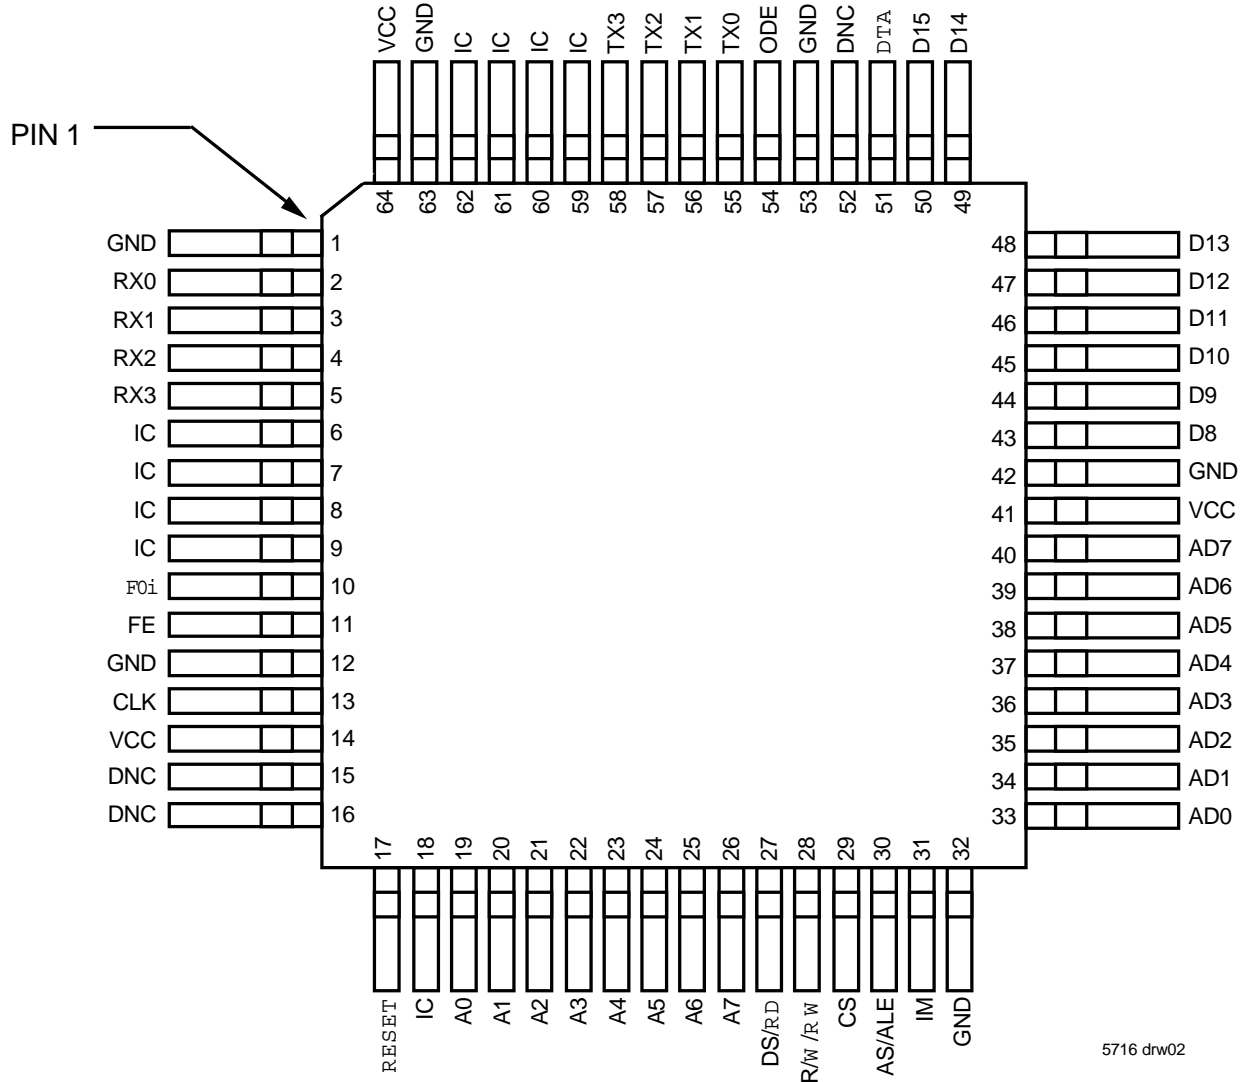 VCC
GND
IC
IC
IC
IC
TX3
TX2
TX1
TX0
ODE
GND
DNC
DTA
D15
D14
PIN 1
64
63
62
61
60
59
58
57
56
55
54
53
52
51
50
49
GND 1
RX0 2
RX1 3
RX2 4
RX3 5
IC 6
IC 7
IC 8
IC 9
F0i 10
FE 11
GND 12
CLK 13
VCC 14
DNC 15
DNC 16
48 D13
47 D12
46 D11
45 D10
44 D9
43 D8
42 GND
41 VCC
40 AD7
39 AD6
38 AD5
37 AD4
36 AD3
35 AD2
34 AD1
33 AD0
17
18
19
20
21
22
23
24
25
26
27
28
29
30
31
32
RESET
IC
A0
A1
A2
A3
A4
A5
A6
A7
DS/RD
R/W/RW
CS
AS/ALE
IM
GND
5716 drw02